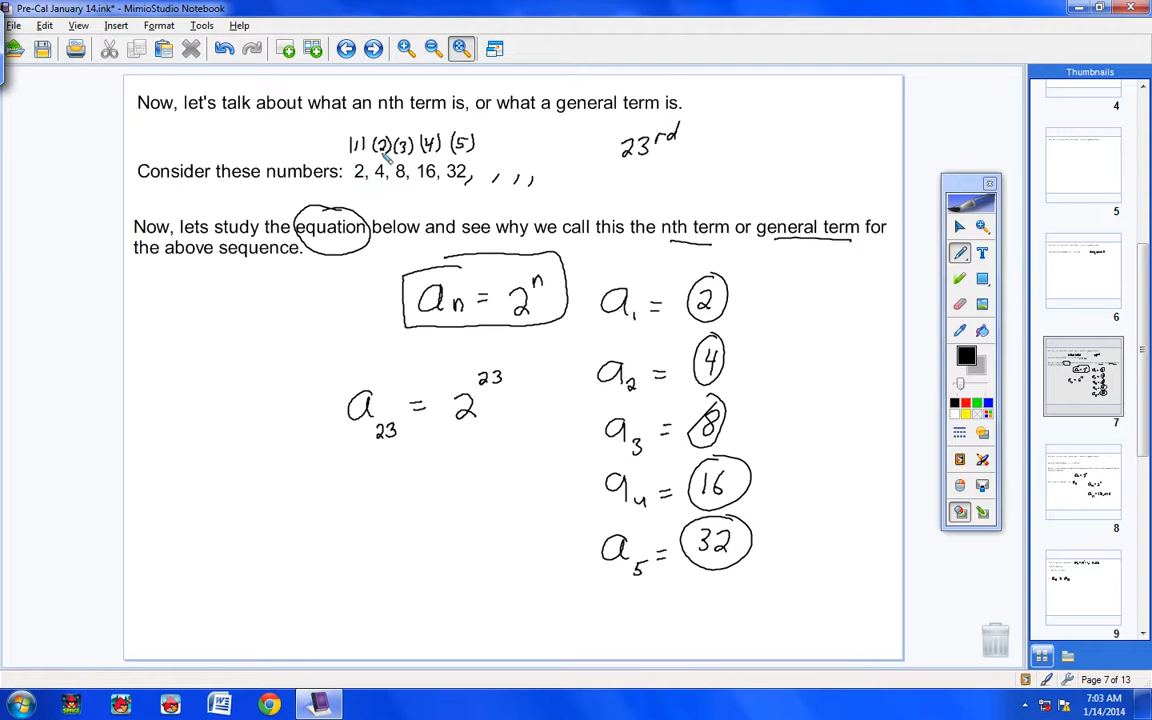 Pre-Cal January 14.ink* - MimioStudio Notebook
File Edit View Insert Format Tools Help
Thumbnails
4
Now, let's talk about what an nth term is, or what a general term is.
(1) (2) (3) (4) (5)
23rd
Consider these numbers: 2, 4, 8, 16, 32, , , ,
5
Now, lets study the equation below and see why we call this the nth term or general term for
the above sequence.
aₙ = 2ⁿ
a₁ = 2
6
a₂ = 4
a₂₃ = 2²³
a₃ = 8
7
a₄ = 16
8
a₅ = 32
9
Page 7 of 13
7:03 AM
1/14/2014